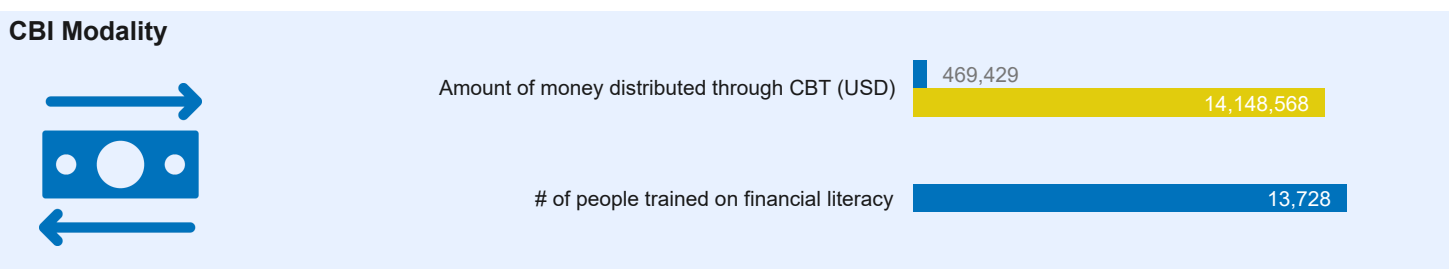 CBI Modality
Amount of money distributed through CBT (USD)
469,429
14,148,568
# of people trained on financial literacy
13,728